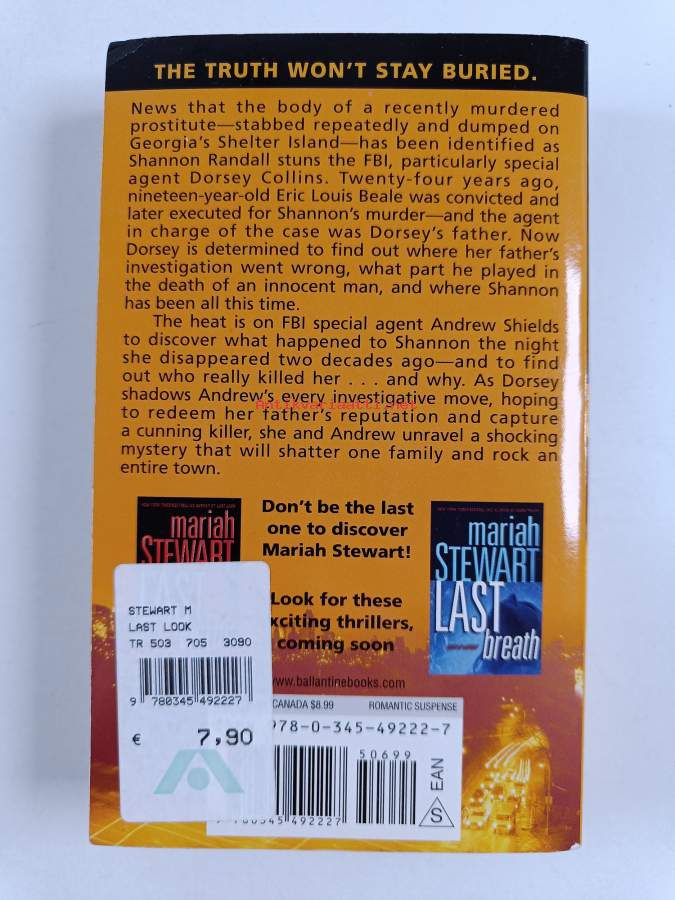 THE TRUTH WON'T STAY BURIED.
News that the body of a recently murdered
prostitute—stabbed repeatedly and dumped on
Georgia's Shelter Island—has been identified as
Shannon Randall stuns the FBI, particularly special
agent Dorsey Collins. Twenty-four years ago,
nineteen-year-old Eric Louis Beale was convicted and
later executed for Shannon's murder—and the agent
in charge of the case was Dorsey's father. Now
Dorsey is determined to find out where her father's
investigation went wrong, what part he played in
the death of an innocent man, and where Shannon
has been all this time.
The heat is on FBI special agent Andrew Shields
to discover what happened to Shannon the night
she disappeared two decades ago—and to find
out who really killed her . . . and why. As Dorsey
shadows Andrew's every investigative move, hoping
Antikvariaatti.net
to redeem her father's reputation and capture
a cunning killer, she and Andrew unravel a shocking
mystery that will shatter one family and rock an
entire town.
mariah
STEWART
Don't be the last
one to discover
Mariah Stewart!
Look for these
xciting thrillers,
coming soon
mariah
STEWART
LAST
breath
www.ballantinebooks.com
STEWART M
LAST LOOK
TR 503 705 3090
9 780345 492227
€ 7,90
CANADA $8.99 ROMANTIC SUSPENSE
978-0-345-49222-7
50699
EAN
S
780345 492227